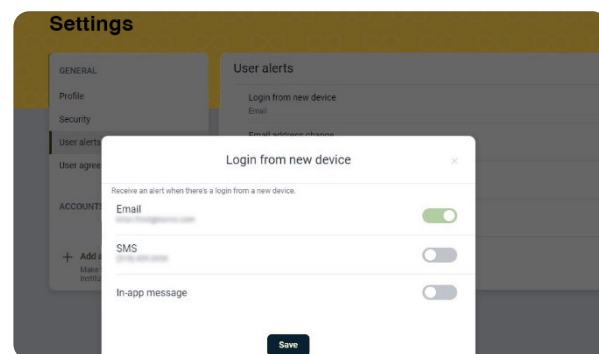 Settings
GENERAL
Profile
Security
User alerts
User agree
ACCOUNTS
Add
Make
User alerts
Login from new device
Email
Email address change
Login from new device
Receive an alert when there's a login from a new device.
Email
SMS
In-app message
Save